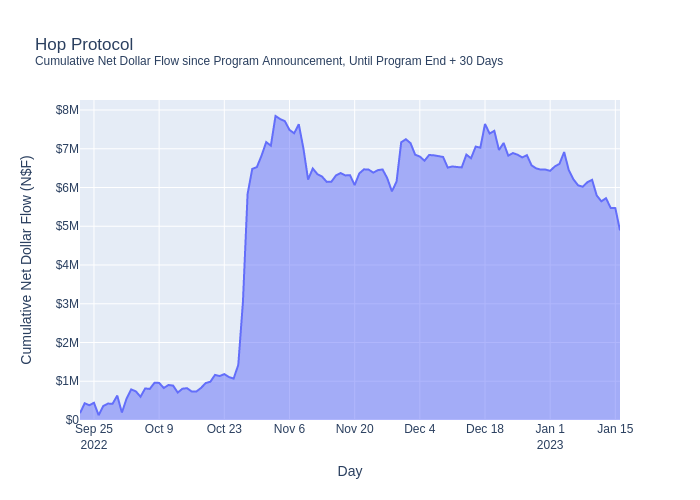 Hop Protocol
Cumulative Net Dollar Flow since Program Announcement, Until Program End + 30 Days
Cumulative Net Dollar Flow (N$F)
$8M
$7M
$6M
$5M
$4M
$3M
$2M
$1M
$0
Sep 25 Oct 9 Oct 23 Nov 6 Nov 20 Dec 4 Dec 18 Jan 1 Jan 15
2022 2023
Day